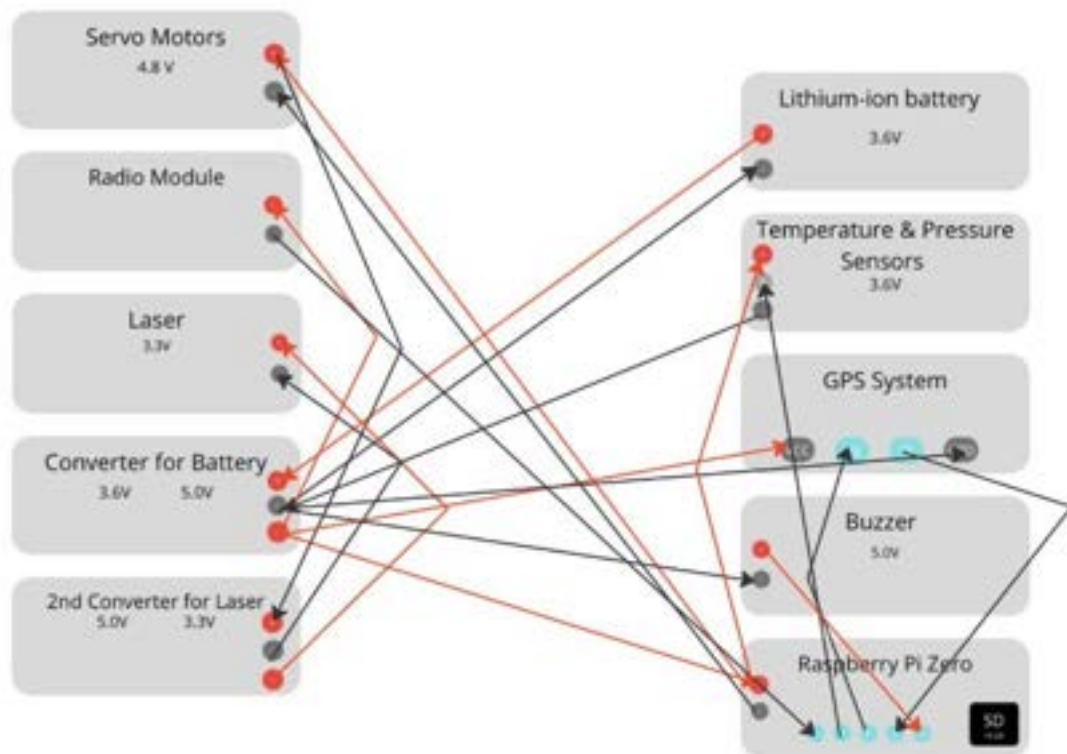 Servo Motors
4.8 V
Radio Module
Laser
3.3V
Converter for Battery
3.6V 5.0V
2nd Converter for Laser
5.0V 3.3V
Lithium-ion battery
3.6V
Temperature & Pressure
Sensors
3.6V
GPS System
Buzzer
5.0V
Raspberry Pi Zero
SD